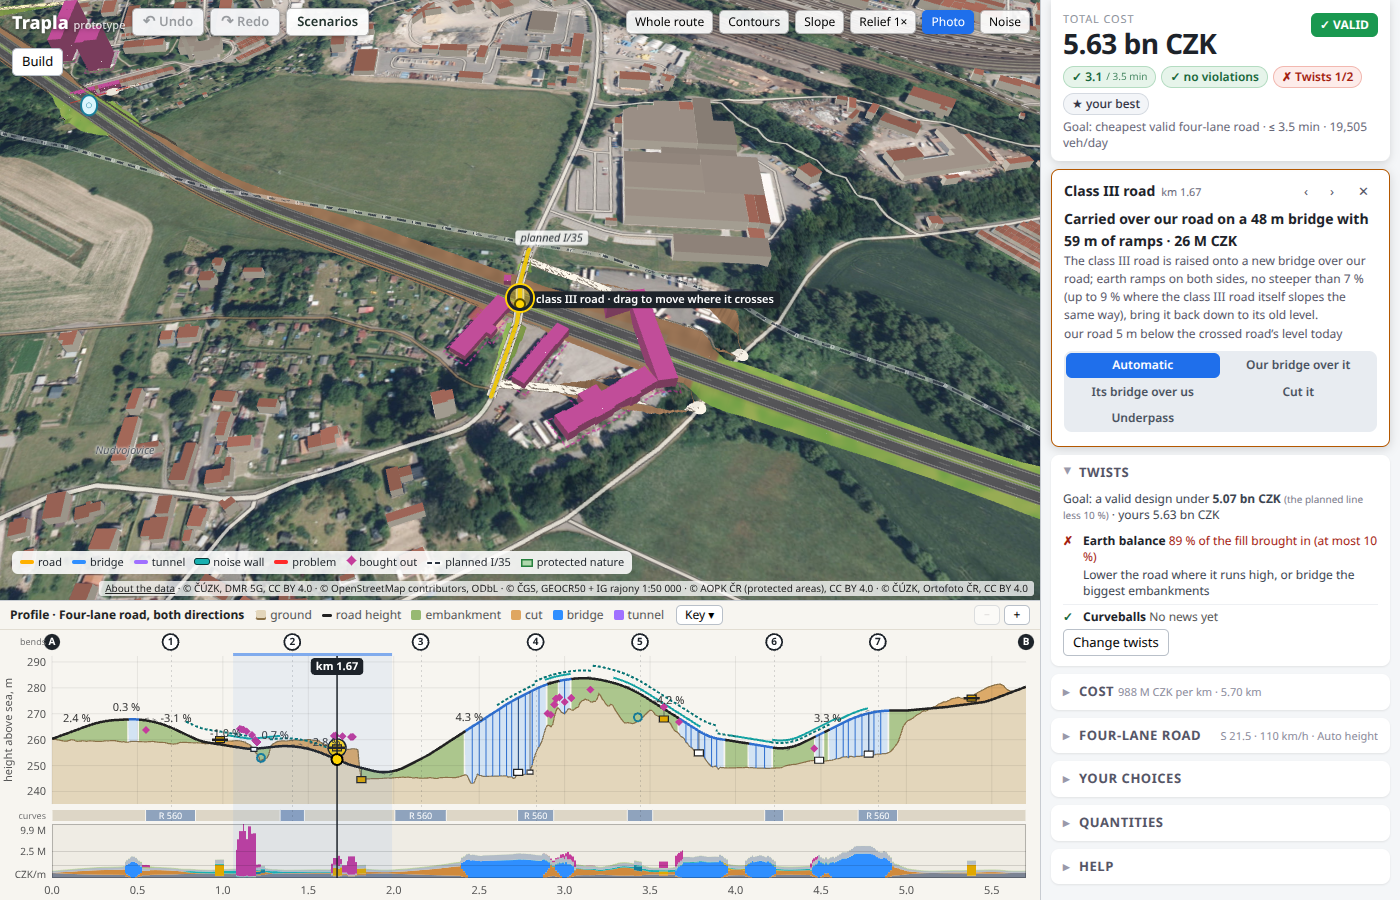 Trapla prototype
↶ Undo
↷ Redo
Scenarios
Whole route
Contours
Slope
Relief 1×
Photo
Noise
Build
planned I/35
class III road · drag to move where it crosses
Nudvojovice
road
bridge
tunnel
noise wall
problem
bought out
planned I/35
protected nature
About the data · © ČÚZK, DMR 5G, CC BY 4.0 · © OpenStreetMap contributors, ODbL · © ČGS, GEOCR50 + IG rajony 1:50 000 · © AOPK ČR (protected areas), CC BY 4.0 · © ČÚZK, Ortofoto ČR, CC BY 4.0
Profile · Four-lane road, both directions
ground
road height
embankment
cut
bridge
tunnel
Key ▾
−
+
bends
A
1
2
3
4
5
6
7
B
km 1.67
height above sea, m
290
280
270
260
250
240
2.4 %
0.3 %
-3.1 %
0.7 %
4.3 %
3.3 %
curves
R 560
R 560
R 560
R 560
9.9 M
2.5 M
CZK/m
0.0
0.5
1.0
1.5
2.0
2.5
3.0
3.5
4.0
4.5
5.0
5.5
TOTAL COST
5.63 bn CZK
✓ VALID
✓ 3.1 / 3.5 min
✓ no violations
✗ Twists 1/2
★ your best
Goal: cheapest valid four-lane road · ≤ 3.5 min · 19,505
veh/day
Class III road km 1.67
‹
›
✕
Carried over our road on a 48 m bridge with
59 m of ramps · 26 M CZK
The class III road is raised onto a new bridge over our
road; earth ramps on both sides, no steeper than 7 %
(up to 9 % where the class III road itself slopes the
same way), bring it back down to its old level.
our road 5 m below the crossed road’s level today
Automatic
Our bridge over it
Its bridge over us
Cut it
Underpass
TWISTS
Goal: a valid design under 5.07 bn CZK (the planned line
less 10 %) · yours 5.63 bn CZK
✗ Earth balance 89 % of the fill brought in (at most 10
%)
Lower the road where it runs high, or bridge the
biggest embankments
✓ Curveballs No news yet
Change twists
COST 988 M CZK per km · 5.70 km
FOUR-LANE ROAD S 21.5 · 110 km/h · Auto height
YOUR CHOICES
QUANTITIES
HELP